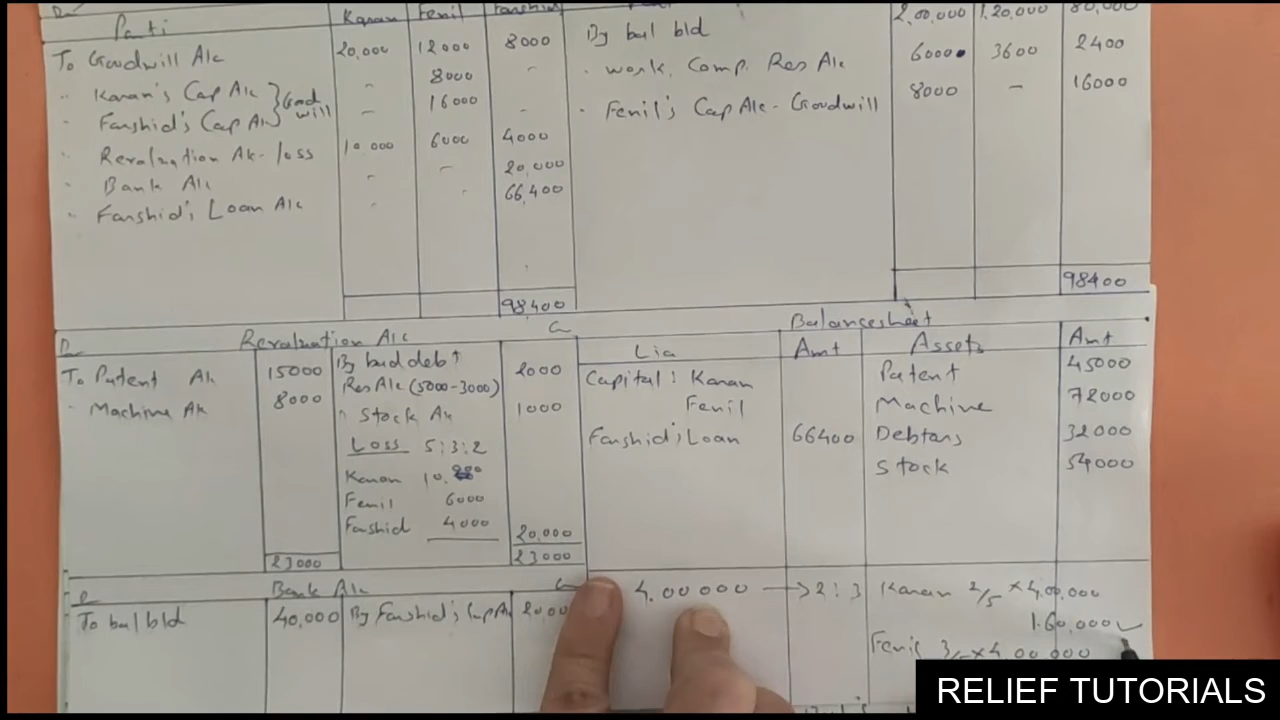 Dr
Parti Karan Fenil Farshid
To Goodwill A/c 20,000 12000 8000 By bal b/d 2,00,000 1,20,000 80,000
" Karan's Cap A/c } Good - 8000 - " work. Comp. Res A/c 6000 3600 2400
" Farshid's Cap A/c } will - 16000 - " Fenil's Cap A/c - Goodwill 8000 - 16000
" Revaluation A/c - loss 10,000 6000 4000
" Bank A/c - - 20,000
" Farshid's Loan A/c - - 66,400
98400 98400
Dr Revaluation A/c Cr
To Patent A/c 15000 By bad debt ↑
Res A/c (5000-3000) 2000
" Machine A/c 8000 " Stock A/c 1000
Loss 5:3:2
Karan 10,000
Fenil 6000
Farshid 4000 20,000
23000 23000
Balancesheet
Lia Amt Assets Amt
Capital: Karan Patent 45000
Fenil Machine 72000
Farshid's Loan 66400 Debtors 32000
Stock 54000
Bank A/c Cr
To bal b/d 40,000 By Farshid's Cap A/c
4,00,000 → 2:3 Karan 2/5 × 4,00,000
1,60,000 ✓
Fenil 3/5 × 4,00,000
RELIEF TUTORIALS